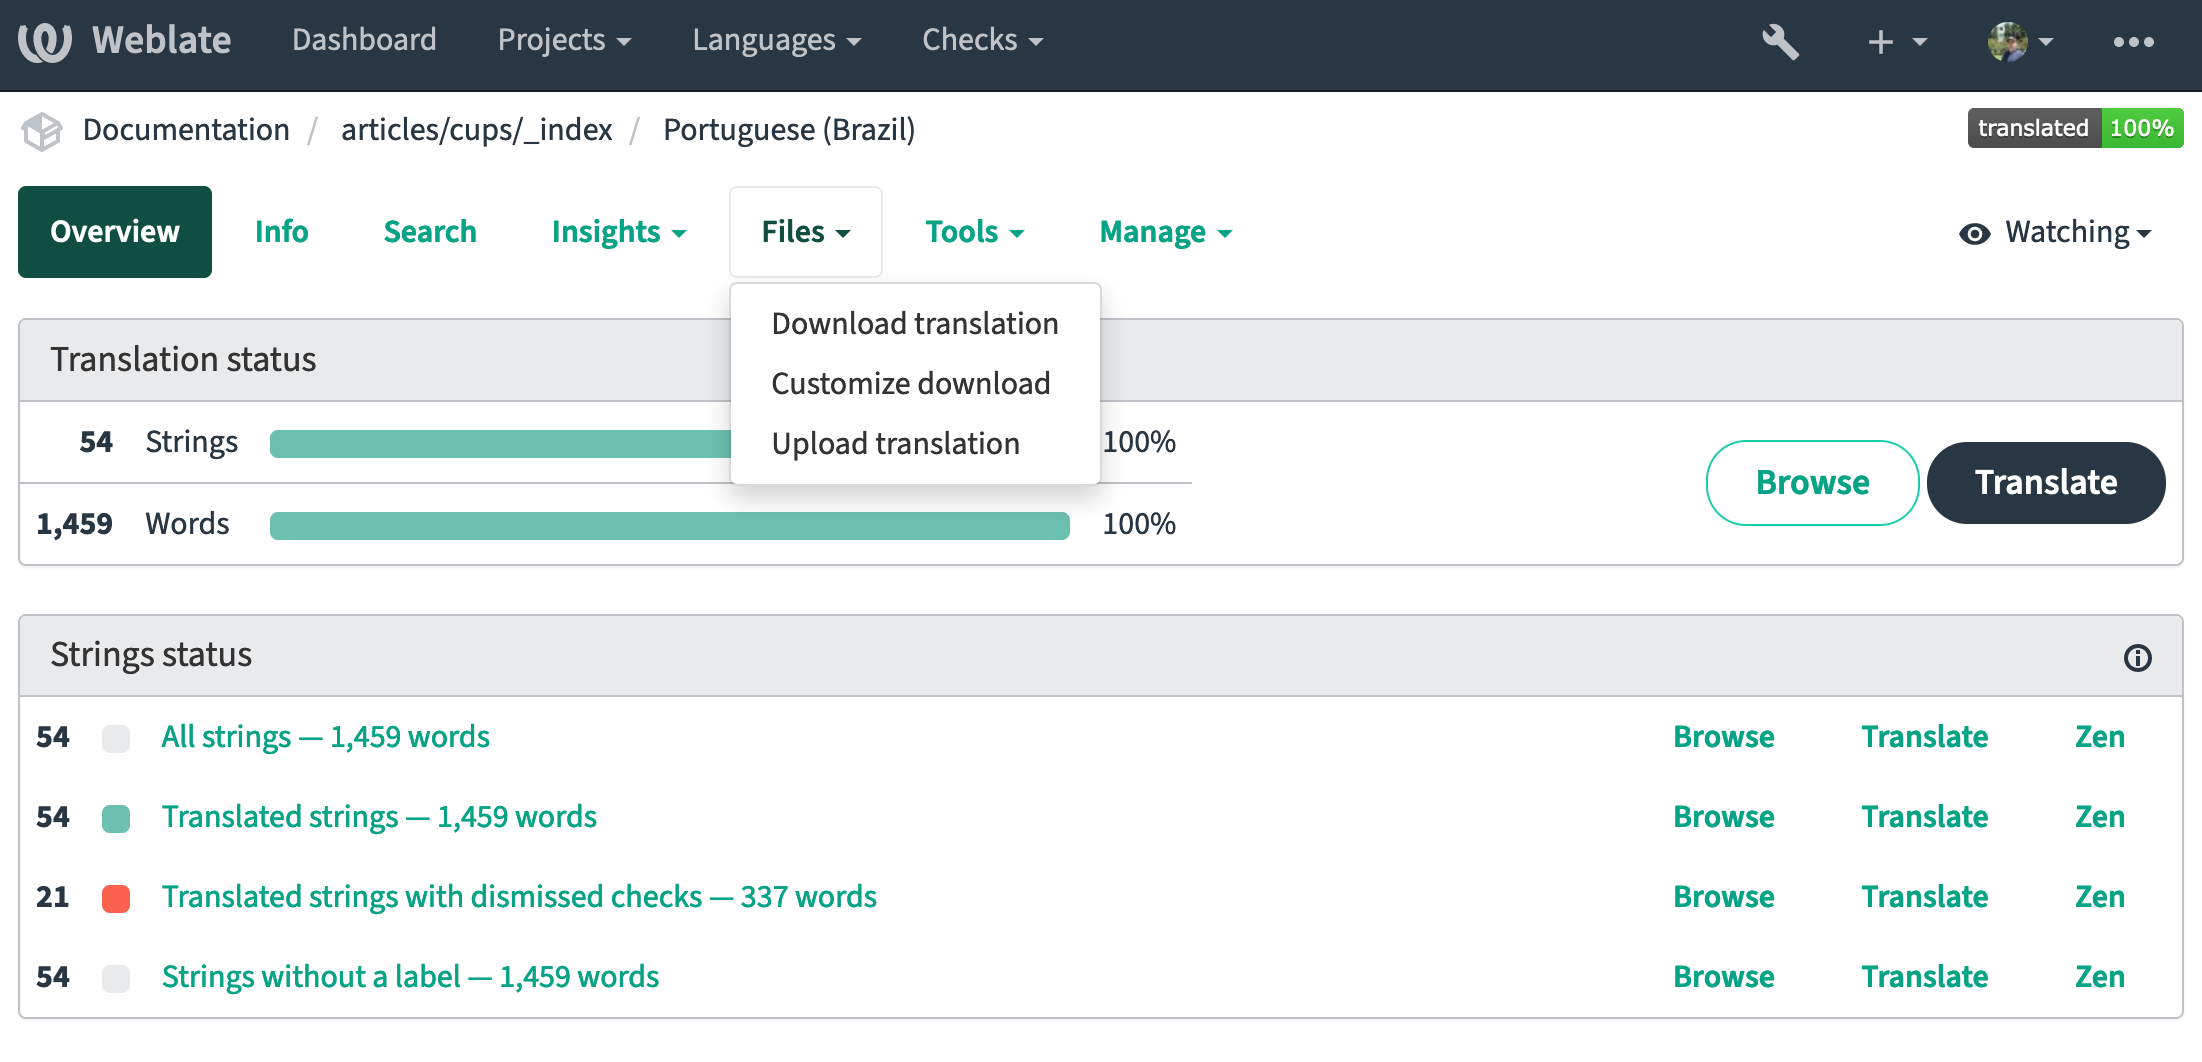 Weblate Dashboard Projects Languages Checks
Documentation / articles/cups/_index / Portuguese (Brazil) translated 100%
Overview Info Search Insights Files Tools Manage Watching
Download translation
Customize download
Upload translation
Translation status
54 Strings 100%
1,459 Words 100%
Browse Translate
Strings status
54 All strings — 1,459 words Browse Translate Zen
54 Translated strings — 1,459 words Browse Translate Zen
21 Translated strings with dismissed checks — 337 words Browse Translate Zen
54 Strings without a label — 1,459 words Browse Translate Zen